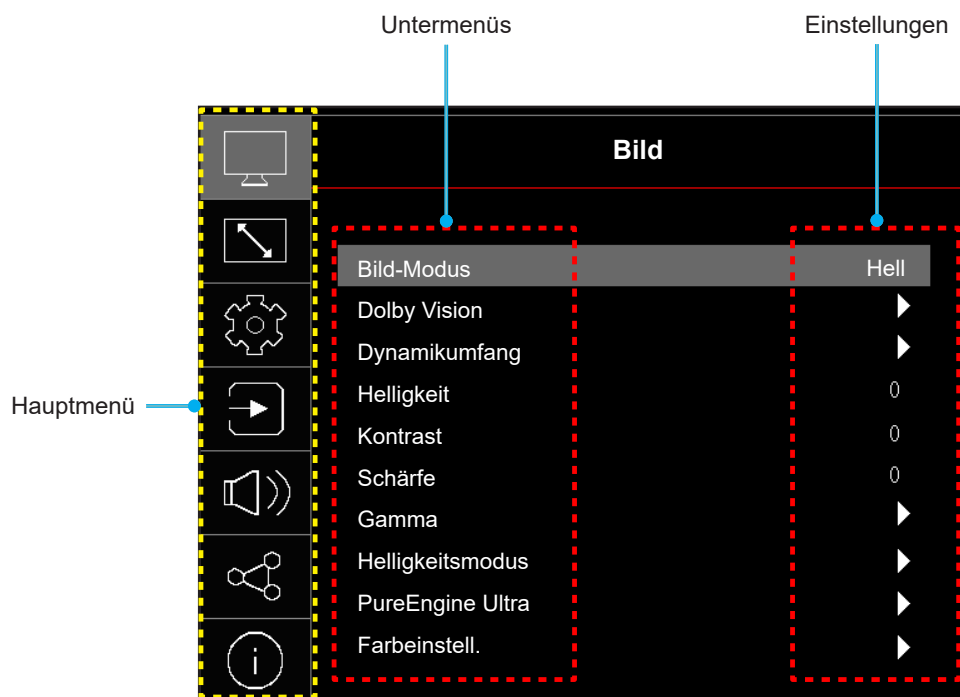 Untermenüs
Einstellungen
Hauptmenü
Bild
Bild-Modus Hell
Dolby Vision
Dynamikumfang
Helligkeit 0
Kontrast 0
Schärfe 0
Gamma
Helligkeitsmodus
PureEngine Ultra
Farbeinstell.
i